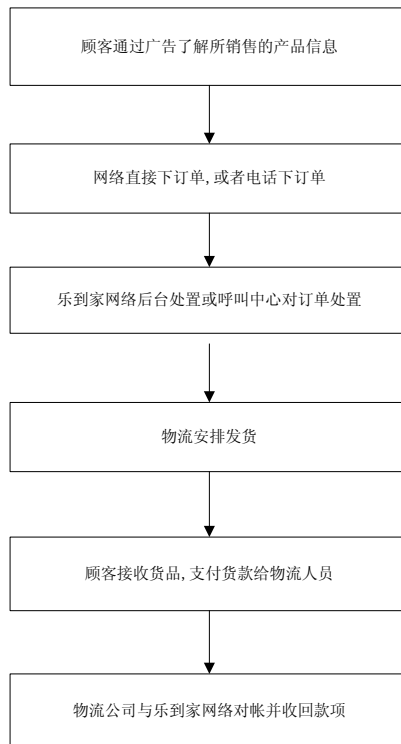 顾客通过广告了解所销售的产品信息
网络直接下订单,或者电话下订单
乐到家网络后台处置或呼叫中心对订单处置
物流安排发货
顾客接收货品,支付货款给物流人员
物流公司与乐到家网络对帐并收回款项